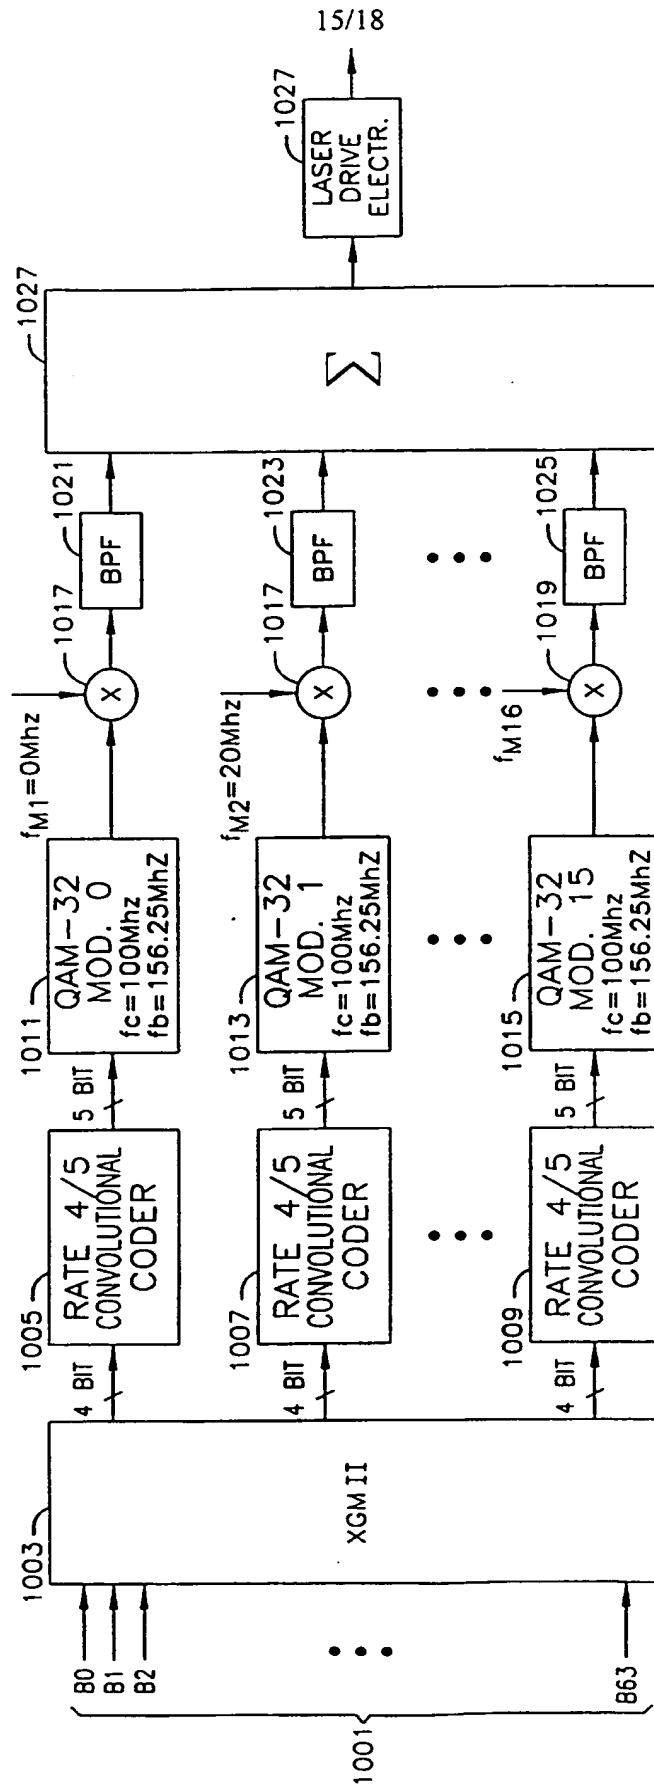 15/18
1001
B0
B1
B2
B63
1003
XGM II
4 BIT
4 BIT
4 BIT
1005
RATE 4/5
CONVOLUTIONAL
CODER
1007
RATE 4/5
CONVOLUTIONAL
CODER
1009
RATE 4/5
CONVOLUTIONAL
CODER
5 BIT
5 BIT
5 BIT
1011
QAM-32
MOD. 0
fc=100Mhz
fb=156.25MhZ
1013
QAM-32
MOD. 1
fc=100Mhz
fb=156.25MhZ
1015
QAM-32
MOD. 15
fc=100Mhz
fb=156.25MhZ
fM1=0Mhz
fM2=20Mhz
fM16
1017
X
1017
X
1019
X
1021
BPF
1023
BPF
1025
BPF
1027
Σ
1027
LASER
DRIVE
ELECTR.